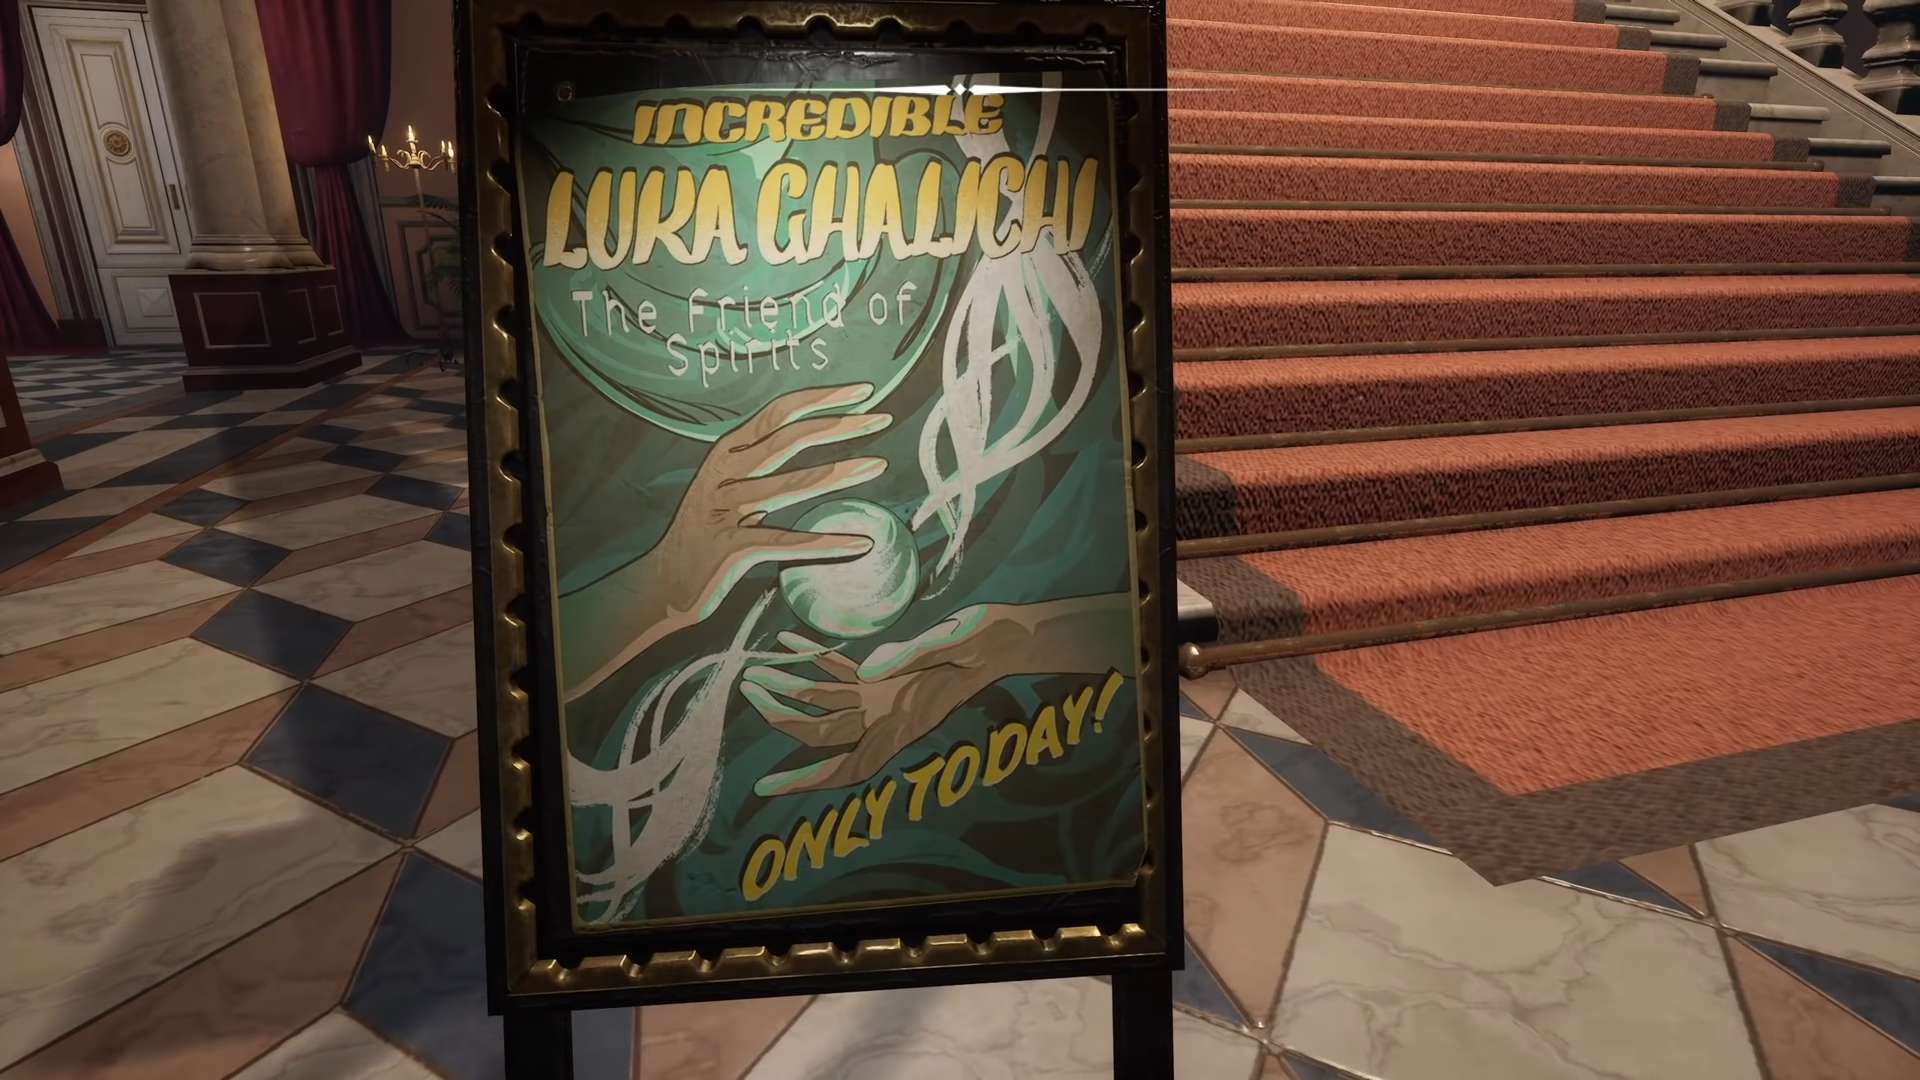 INCREDIBLE
LUKA GHALICHI
The Friend of
Spirits
ONLY TODAY!